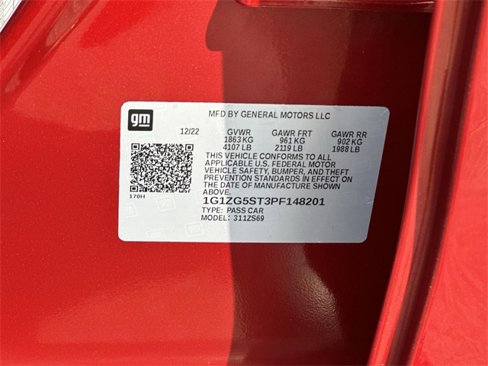 gm
MFD BY GENERAL MOTORS LLC
12/22 GVWR GAWR FRT GAWR RR
1863 KG 961 KG 902 KG
4107 LB 2119 LB 1988 LB
THIS VEHICLE CONFORMS TO ALL
APPLICABLE U.S. FEDERAL MOTOR
VEHICLE SAFETY, BUMPER, AND THEFT
PREVENTION STANDARDS IN EFFECT ON
THE DATE OF MANUFACTURE SHOWN
ABOVE.
170H
1G1ZG5ST3PF148201
TYPE: PASS CAR
MODEL: 311ZS69